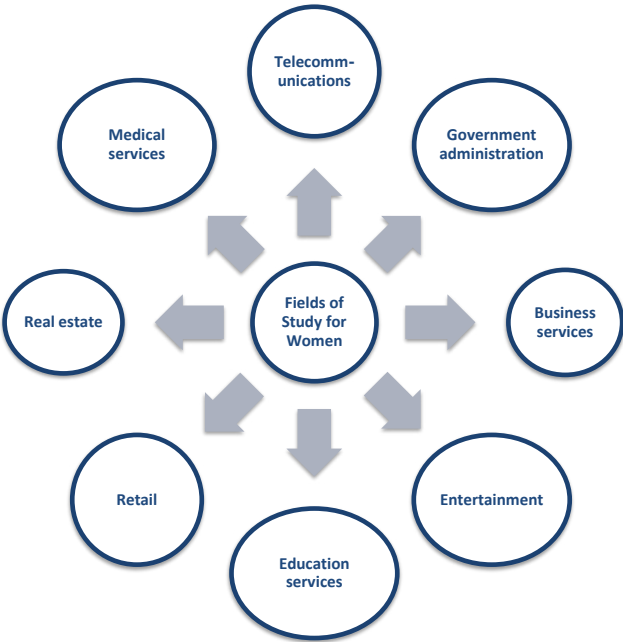 Telecomm-
unications
Government
administration
Business
services
Entertainment
Education
services
Retail
Real estate
Medical
services
Fields of
Study for
Women